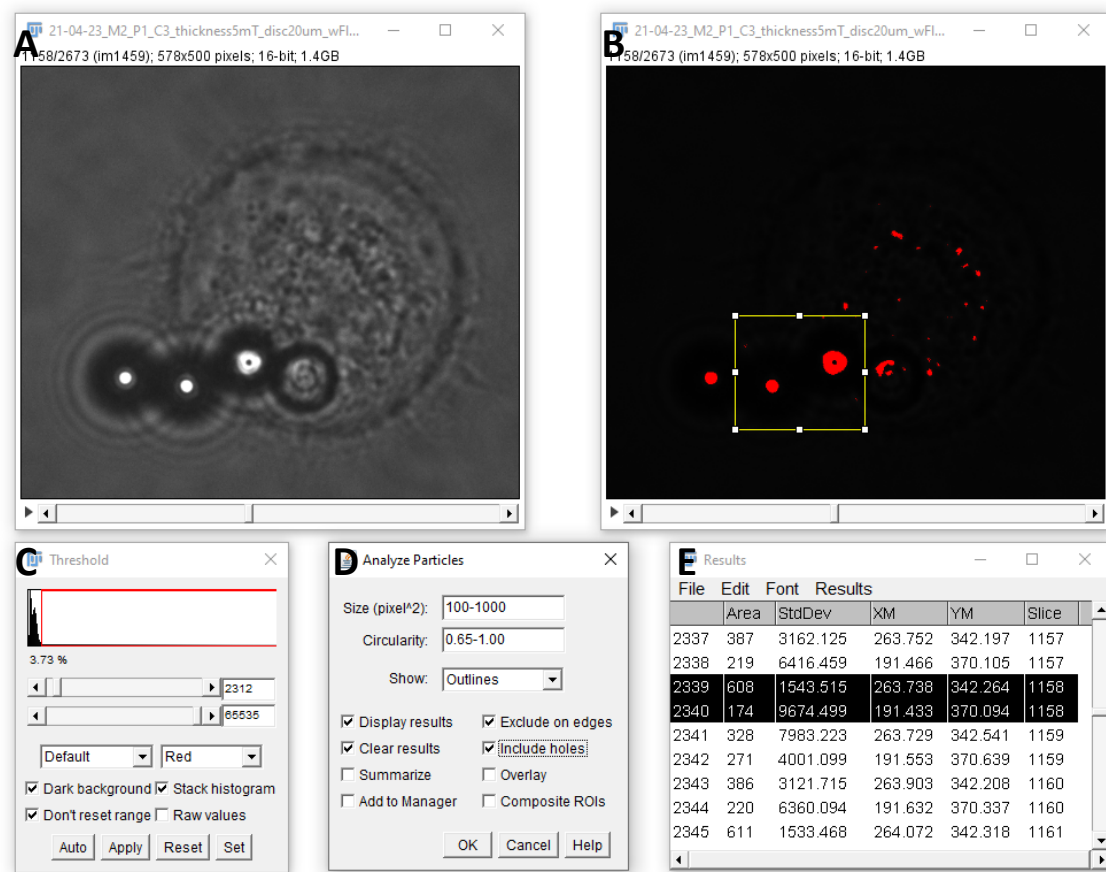 A
21-04-23_M2_P1_C3_thickness5mT_disc20um_wFl...
1158/2673 (im1459); 578x500 pixels; 16-bit; 1.4GB
B
21-04-23_M2_P1_C3_thickness5mT_disc20um_wFl...
1158/2673 (im1459); 578x500 pixels; 16-bit; 1.4GB
C
Threshold
3.73 %
2312
65535
Default Red
Dark background Stack histogram
Don't reset range Raw values
Auto Apply Reset Set
D
Analyze Particles
Size (pixel^2): 100-1000
Circularity: 0.65-1.00
Show: Outlines
Display results Exclude on edges
Clear results Include holes
Summarize Overlay
Add to Manager Composite ROIs
OK Cancel Help
E
Results
File Edit Font Results
Area StdDev XM YM Slice
2337 387 3162.125 263.752 342.197 1157
2338 219 6416.459 191.466 370.105 1157
2339 608 1543.515 263.738 342.264 1158
2340 174 9674.499 191.433 370.094 1158
2341 328 7983.223 263.729 342.541 1159
2342 271 4001.099 191.553 370.639 1159
2343 386 3121.715 263.903 342.208 1160
2344 220 6360.094 191.632 370.337 1160
2345 611 1533.468 264.072 342.318 1161